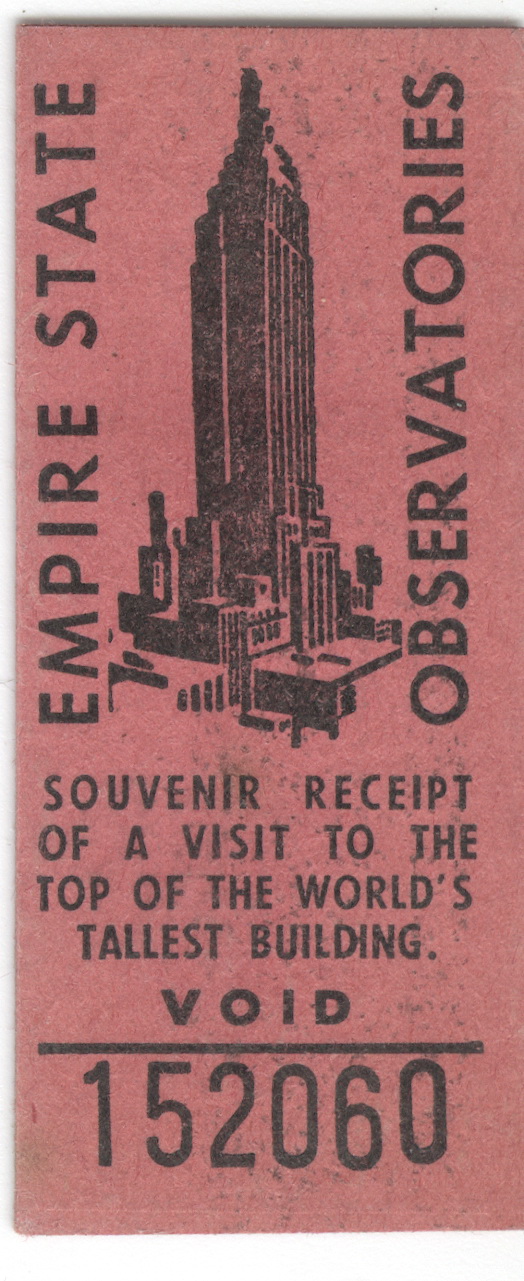 EMPIRE STATE
OBSERVATORIES
SOUVENIR RECEIPT
OF A VISIT TO THE
TOP OF THE WORLD'S
TALLEST BUILDING.
VOID
152060